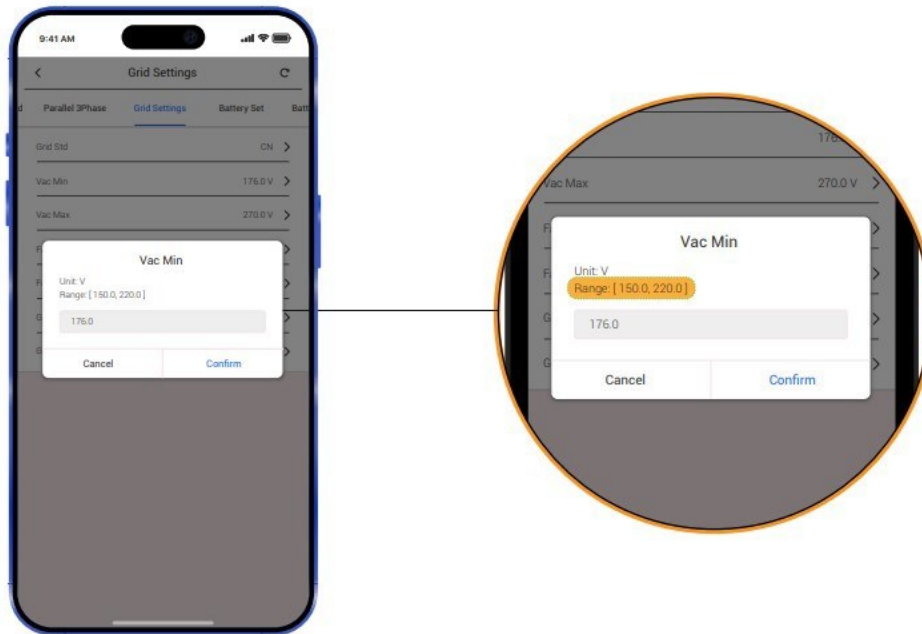 9:41 AM
Grid Settings
d Parallel 3Phase Grid Settings Battery Set Batt
Grid Std CN
Vac Min 176.0 V
Vac Max 270.0 V
Vac Min
Unit: V
Range: [ 150.0, 220.0 ]
176.0
Cancel Confirm
176.
Vac Max 270.0 V
Vac Min
Unit: V
Range: [ 150.0, 220.0 ]
176.0
Cancel Confirm